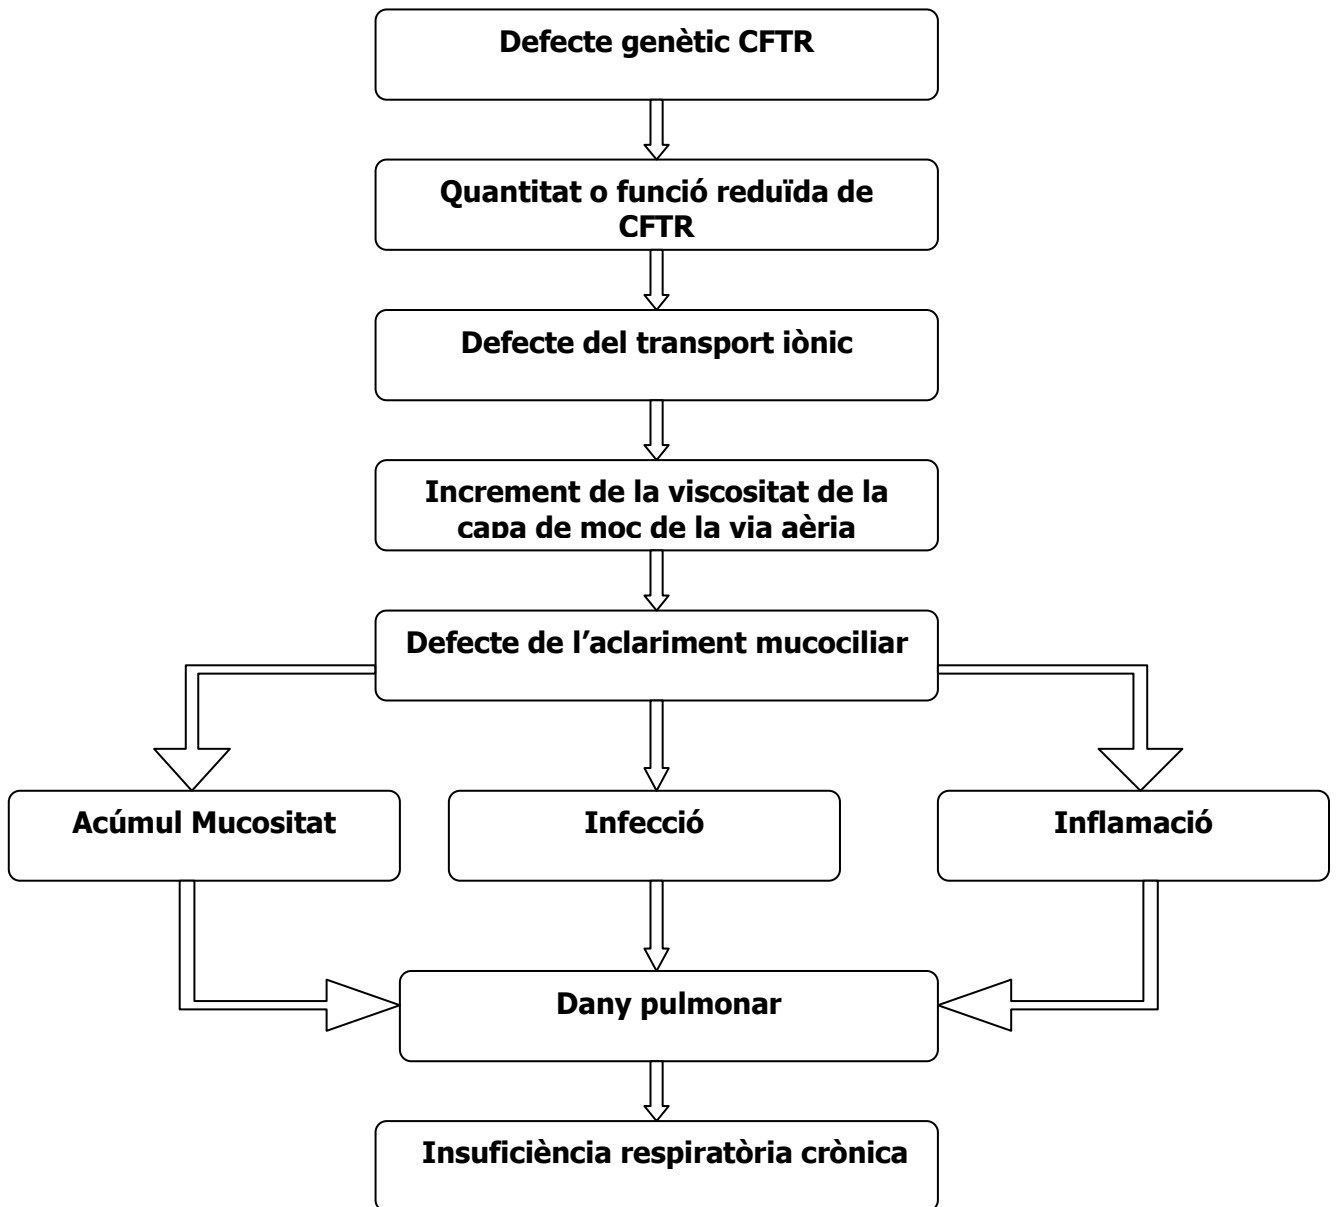 Defecte genètic CFTR
Quantitat o funció reduïda de
CFTR
Defecte del transport iònic
Increment de la viscositat de la
capa de moc de la via aèria
Defecte de l’aclariment mucociliar
Acúmul Mucositat
Infecció
Inflamació
Dany pulmonar
Insuficiència respiratòria crònica